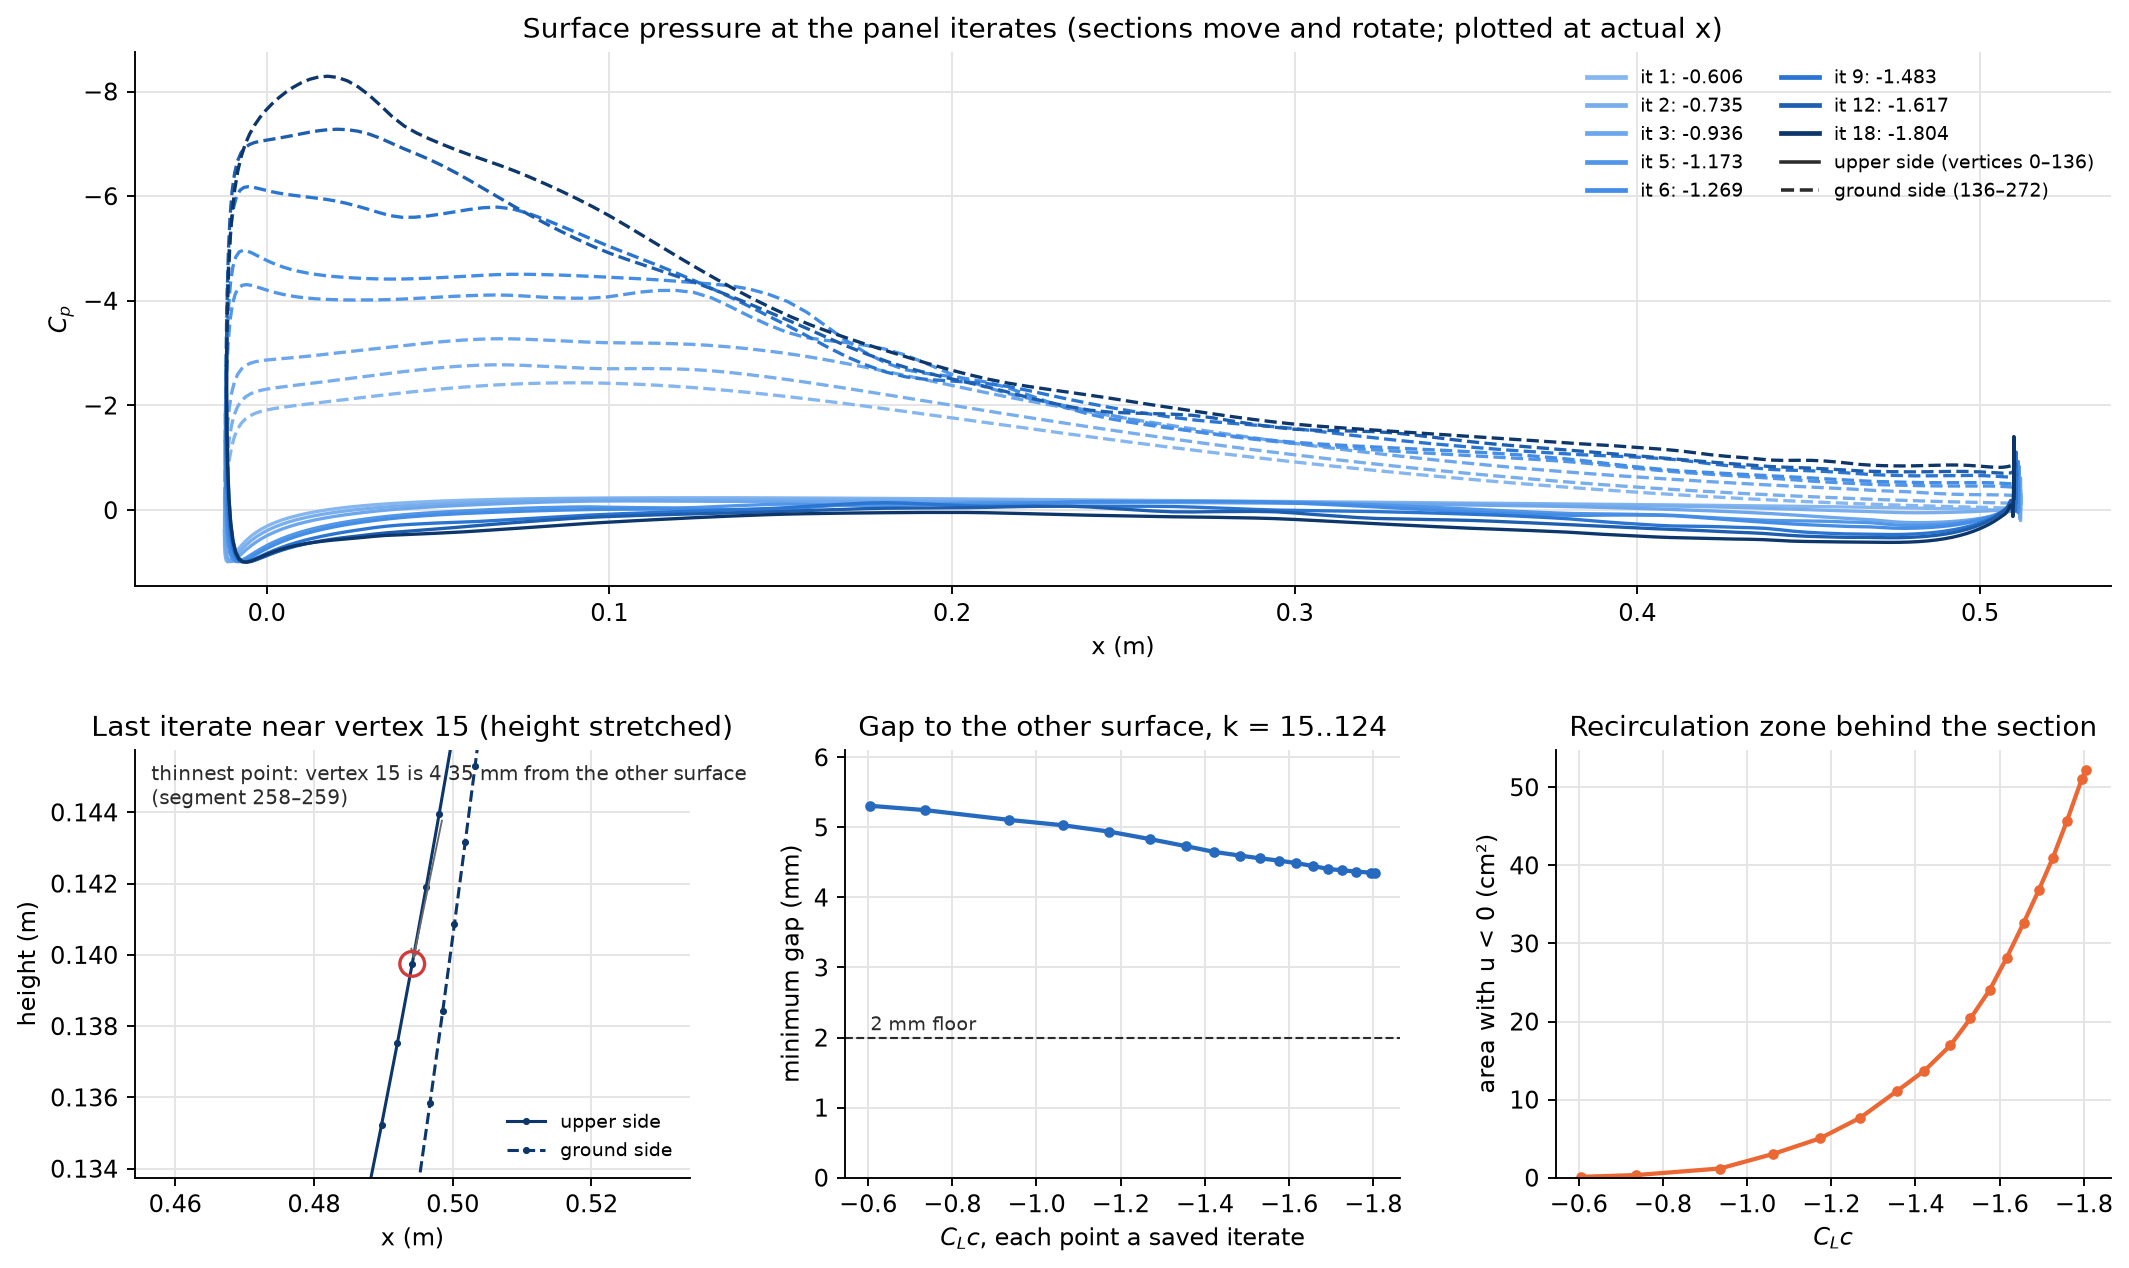 Surface pressure at the panel iterates (sections move and rotate; plotted at actual x)
−8
−6
−4
−2
0
C_p
it 1: -0.606
it 2: -0.735
it 3: -0.936
it 5: -1.173
it 6: -1.269
it 9: -1.483
it 12: -1.617
it 18: -1.804
upper side (vertices 0–136)
ground side (136–272)
0.0
0.1
0.2
0.3
0.4
0.5
x (m)
Last iterate near vertex 15 (height stretched)
thinnest point: vertex 15 is 4.35 mm from the other surface
(segment 258–259)
0.144
0.142
0.140
0.138
0.136
0.134
height (m)
upper side
ground side
0.46
0.48
0.50
0.52
x (m)
Gap to the other surface, k = 15..124
6
5
4
3
2
1
0
minimum gap (mm)
2 mm floor
−0.6
−0.8
−1.0
−1.2
−1.4
−1.6
−1.8
C_Lc, each point a saved iterate
Recirculation zone behind the section
50
40
30
20
10
0
area with u < 0 (cm²)
−0.6
−0.8
−1.0
−1.2
−1.4
−1.6
−1.8
C_Lc